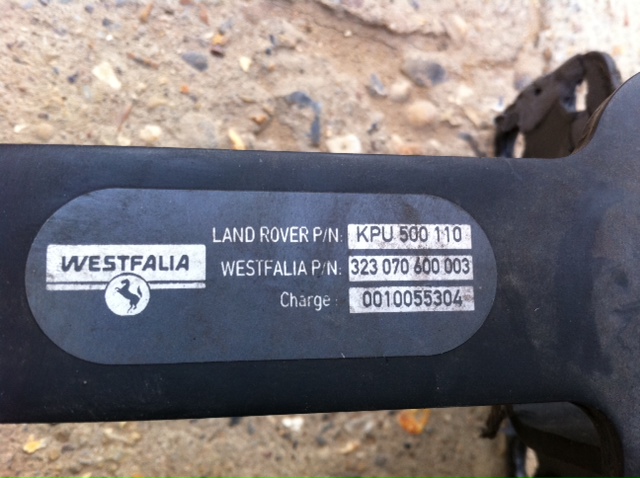 WESTFALIA
LAND ROVER P/N: KPU 500 110
WESTFALIA P/N: 323 070 600 003
Charge : 0010055304